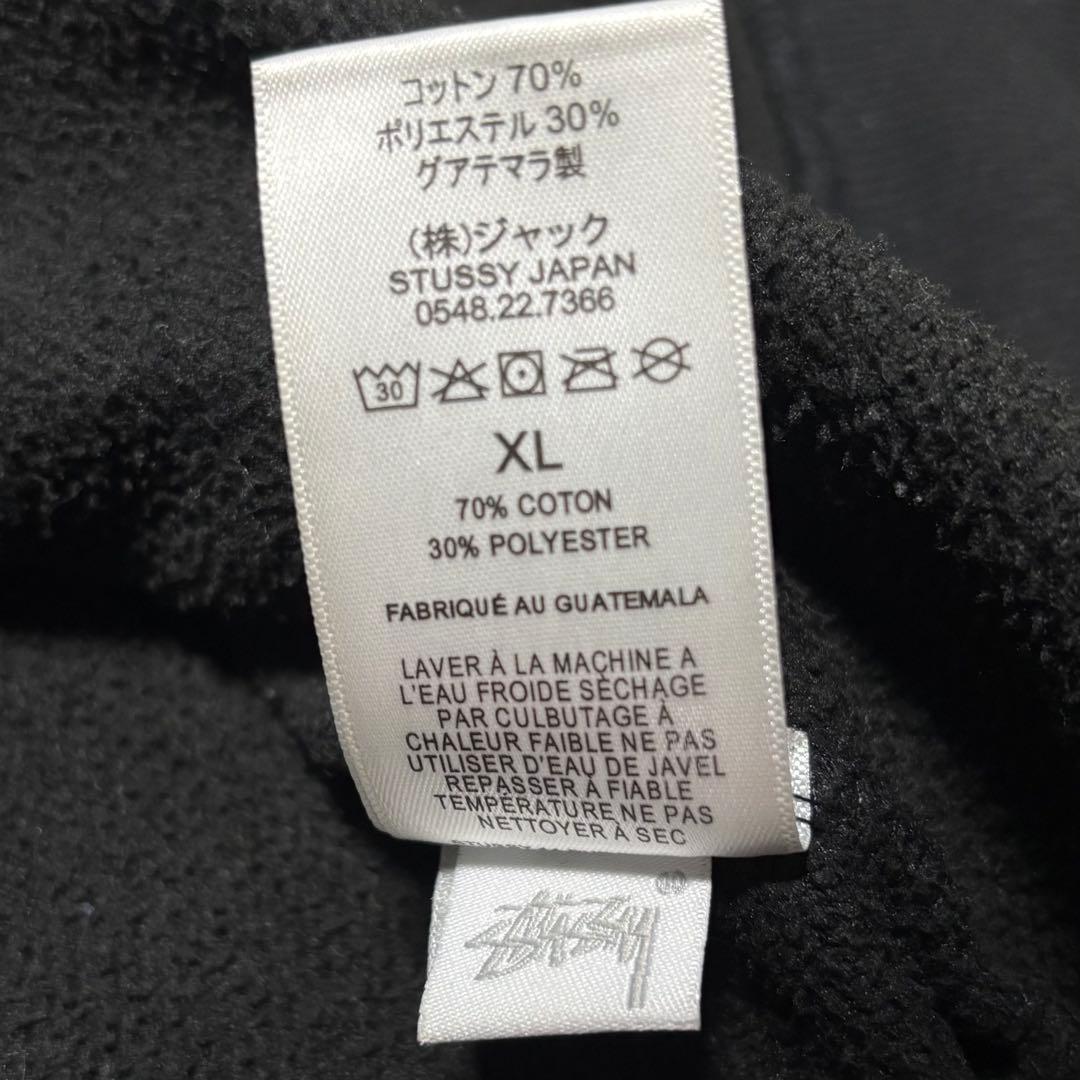 コットン 70%
ポリエステル 30%
グアテマラ製
(株)ジャック
STUSSY JAPAN
0548.22.7366
30
XL
70% COTON
30% POLYESTER
FABRIQUÉ AU GUATEMALA
LAVER À LA MACHINE A
L'EAU FROIDE SÉCHAGE
PAR CULBUTAGE À
CHALEUR FAIBLE NE PAS
UTILISER D'EAU DE JAVEL
REPASSER À FIABLE
TEMPÉRATURE NE PAS
NETTOYER À SEC
Stüssy